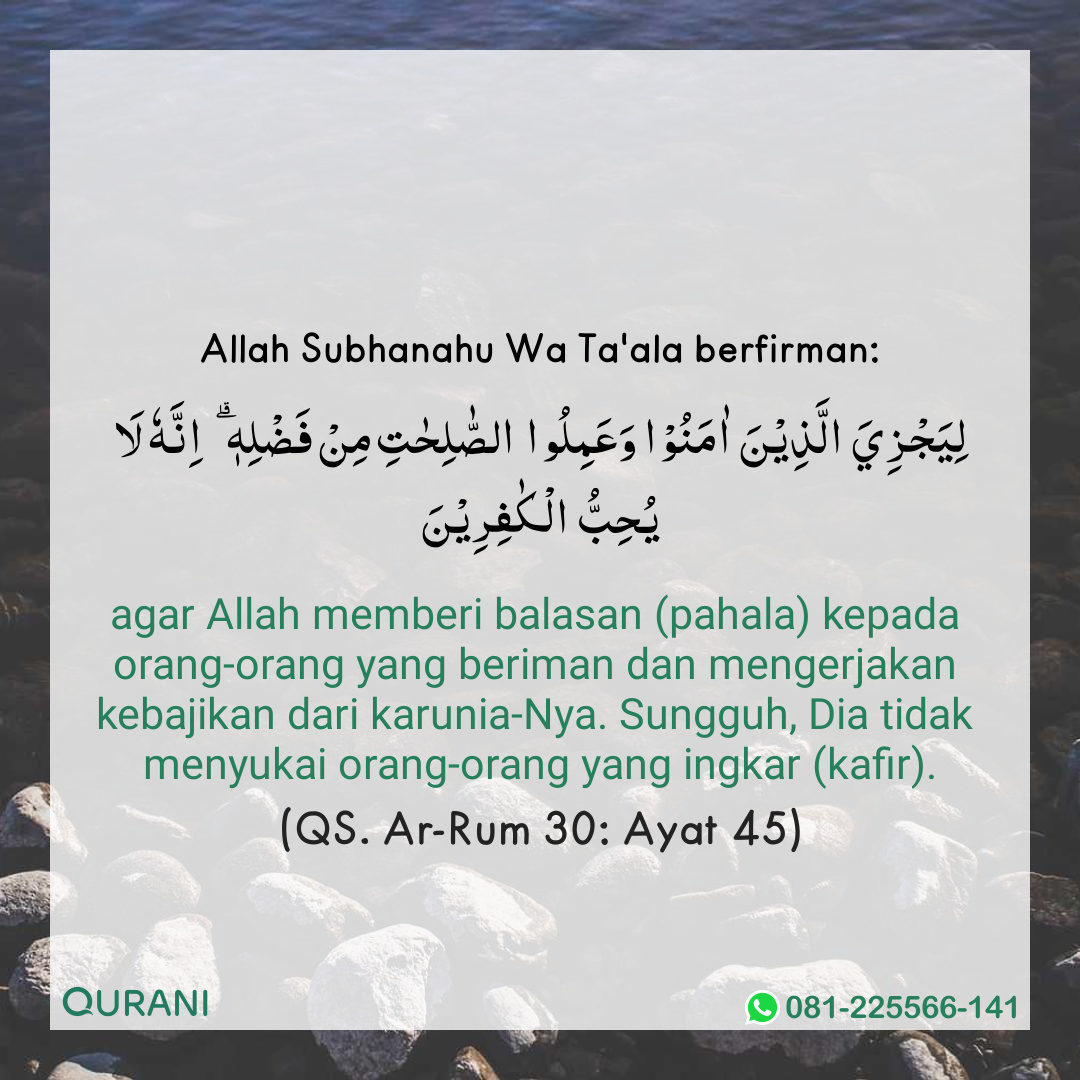 Allah Subhanahu Wa Ta'ala berfirman:
لِيَجْزِيَ الَّذِيْنَ اٰمَنُوْا وَعَمِلُوا الصّٰلِحٰتِ مِنْ فَضْلِهٖۗ اِنَّهٗ لَا
يُحِبُّ الْكٰفِرِيْنَ
agar Allah memberi balasan (pahala) kepada
orang-orang yang beriman dan mengerjakan
kebajikan dari karunia-Nya. Sungguh, Dia tidak
menyukai orang-orang yang ingkar (kafir).
(QS. Ar-Rum 30: Ayat 45)
QURANI
081-225566-141